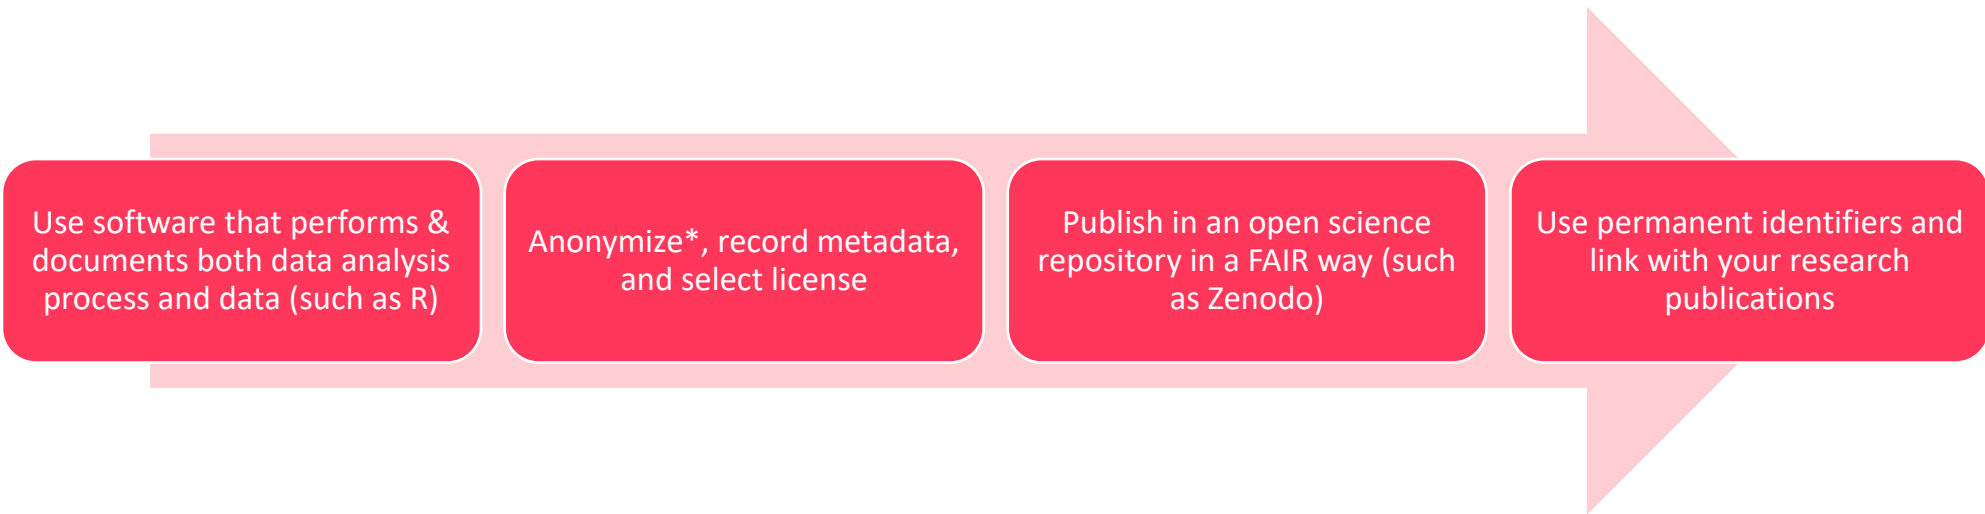 Use software that performs &
documents both data analysis
process and data (such as R)
Anonymize*, record metadata,
and select license
Publish in an open science
repository in a FAIR way (such
as Zenodo)
Use permanent identifiers and
link with your research
publications